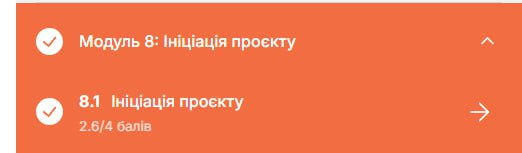 Модуль 8: Ініціація проєкту
8.1 Ініціація проєкту
2.6/4 балів